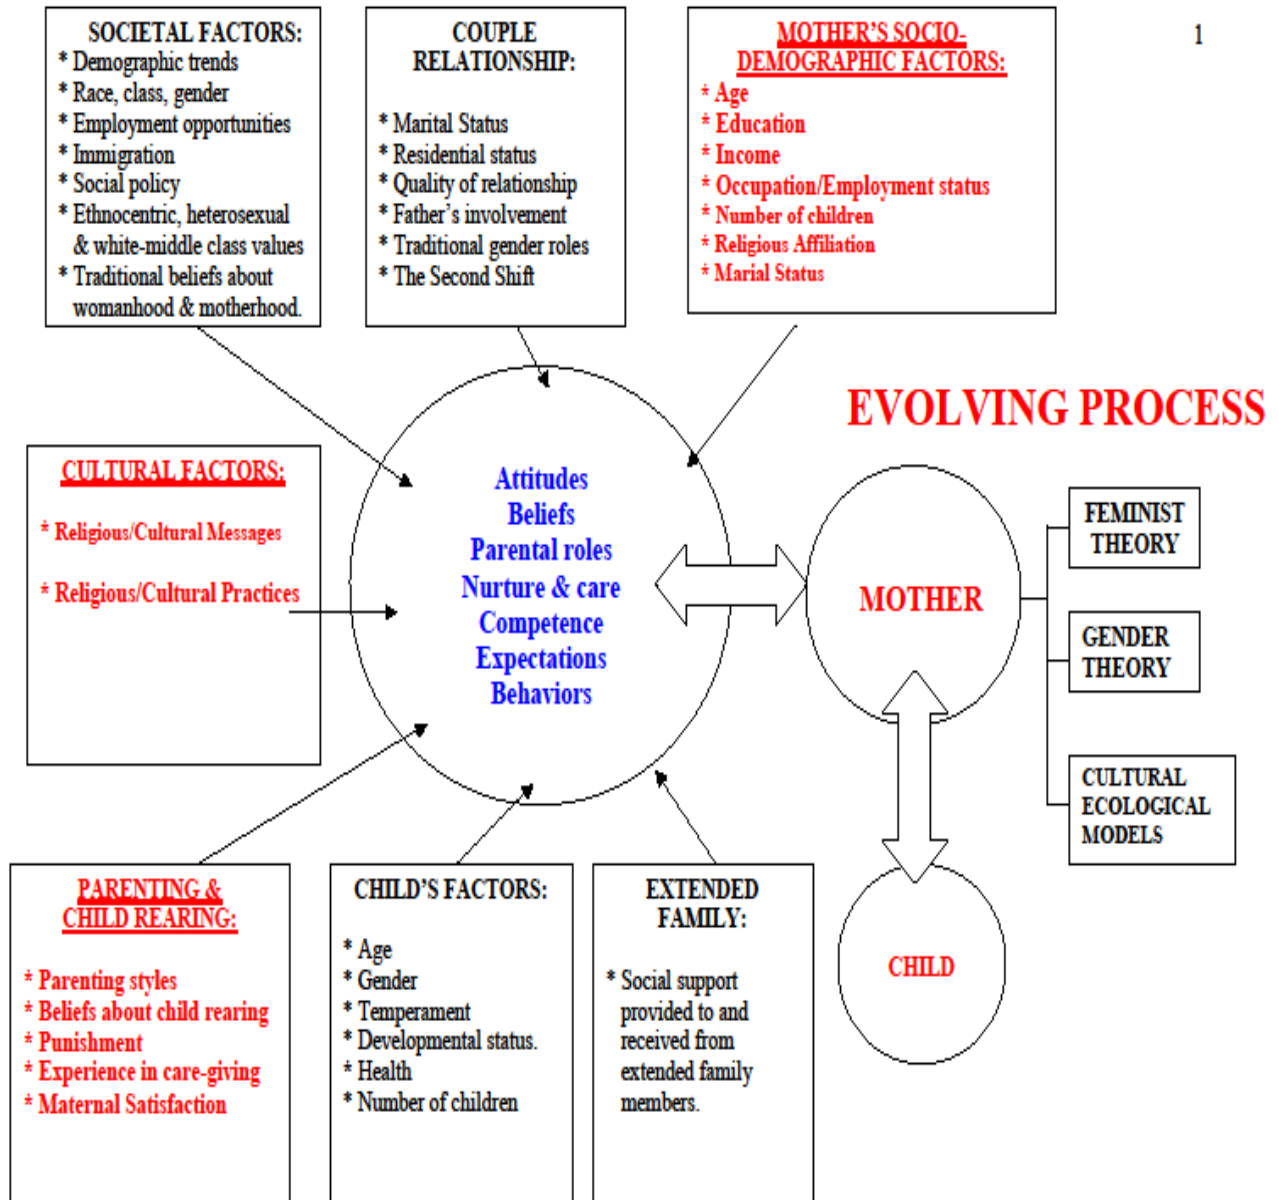 SOCIETAL FACTORS:
* Demographic trends
* Race, class, gender
* Employment opportunities
* Immigration
* Social policy
* Ethnocentric, heterosexual
& white-middle class values
* Traditional beliefs about
womanhood & motherhood.
COUPLE
RELATIONSHIP:
* Marital Status
* Residential status
* Quality of relationship
* Father's involvement
* Traditional gender roles
* The Second Shift
MOTHER'S SOCIO-
DEMOGRAPHIC FACTORS:
* Age
* Education
* Income
* Occupation/Employment status
* Number of children
* Religious Affiliation
* Marial Status
1
EVOLVING PROCESS
CULTURAL FACTORS:
* Religious/Cultural Messages
* Religious/Cultural Practices
Attitudes
Beliefs
Parental roles
Nurture & care
Competence
Expectations
Behaviors
MOTHER
FEMINIST
THEORY
GENDER
THEORY
CULTURAL
ECOLOGICAL
MODELS
CHILD
PARENTING &
CHILD REARING:
* Parenting styles
* Beliefs about child rearing
* Punishment
* Experience in care-giving
* Maternal Satisfaction
CHILD'S FACTORS:
* Age
* Gender
* Temperament
* Developmental status.
* Health
* Number of children
EXTENDED
FAMILY:
* Social support
provided to and
received from
extended family
members.